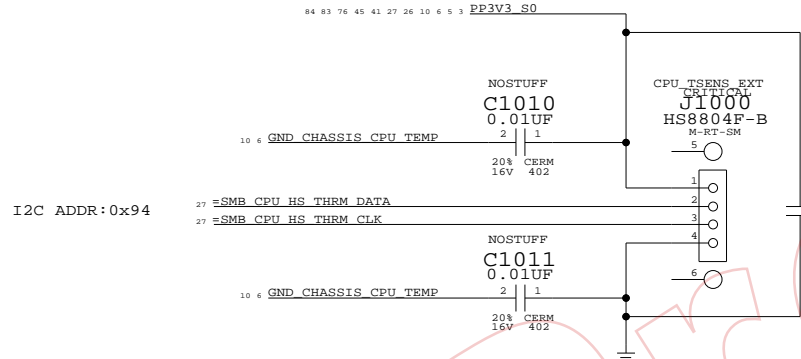 84 83 76 45 41 27 26 10 6 5 3 PP3V3_S0
NOSTUFF
C1010
0.01UF
10 6 GND_CHASSIS_CPU_TEMP
2 1
20% CERM
16V 402
CPU_TSENS_EXT
CRITICAL
J1000
HS8804F-B
M-RT-SM
5
1
2
3
4
6
I2C ADDR:0x94
27 =SMB_CPU_HS_THRM_DATA
27 =SMB_CPU_HS_THRM_CLK
NOSTUFF
C1011
0.01UF
10 6 GND_CHASSIS_CPU_TEMP
2 1
20% CERM
16V 402